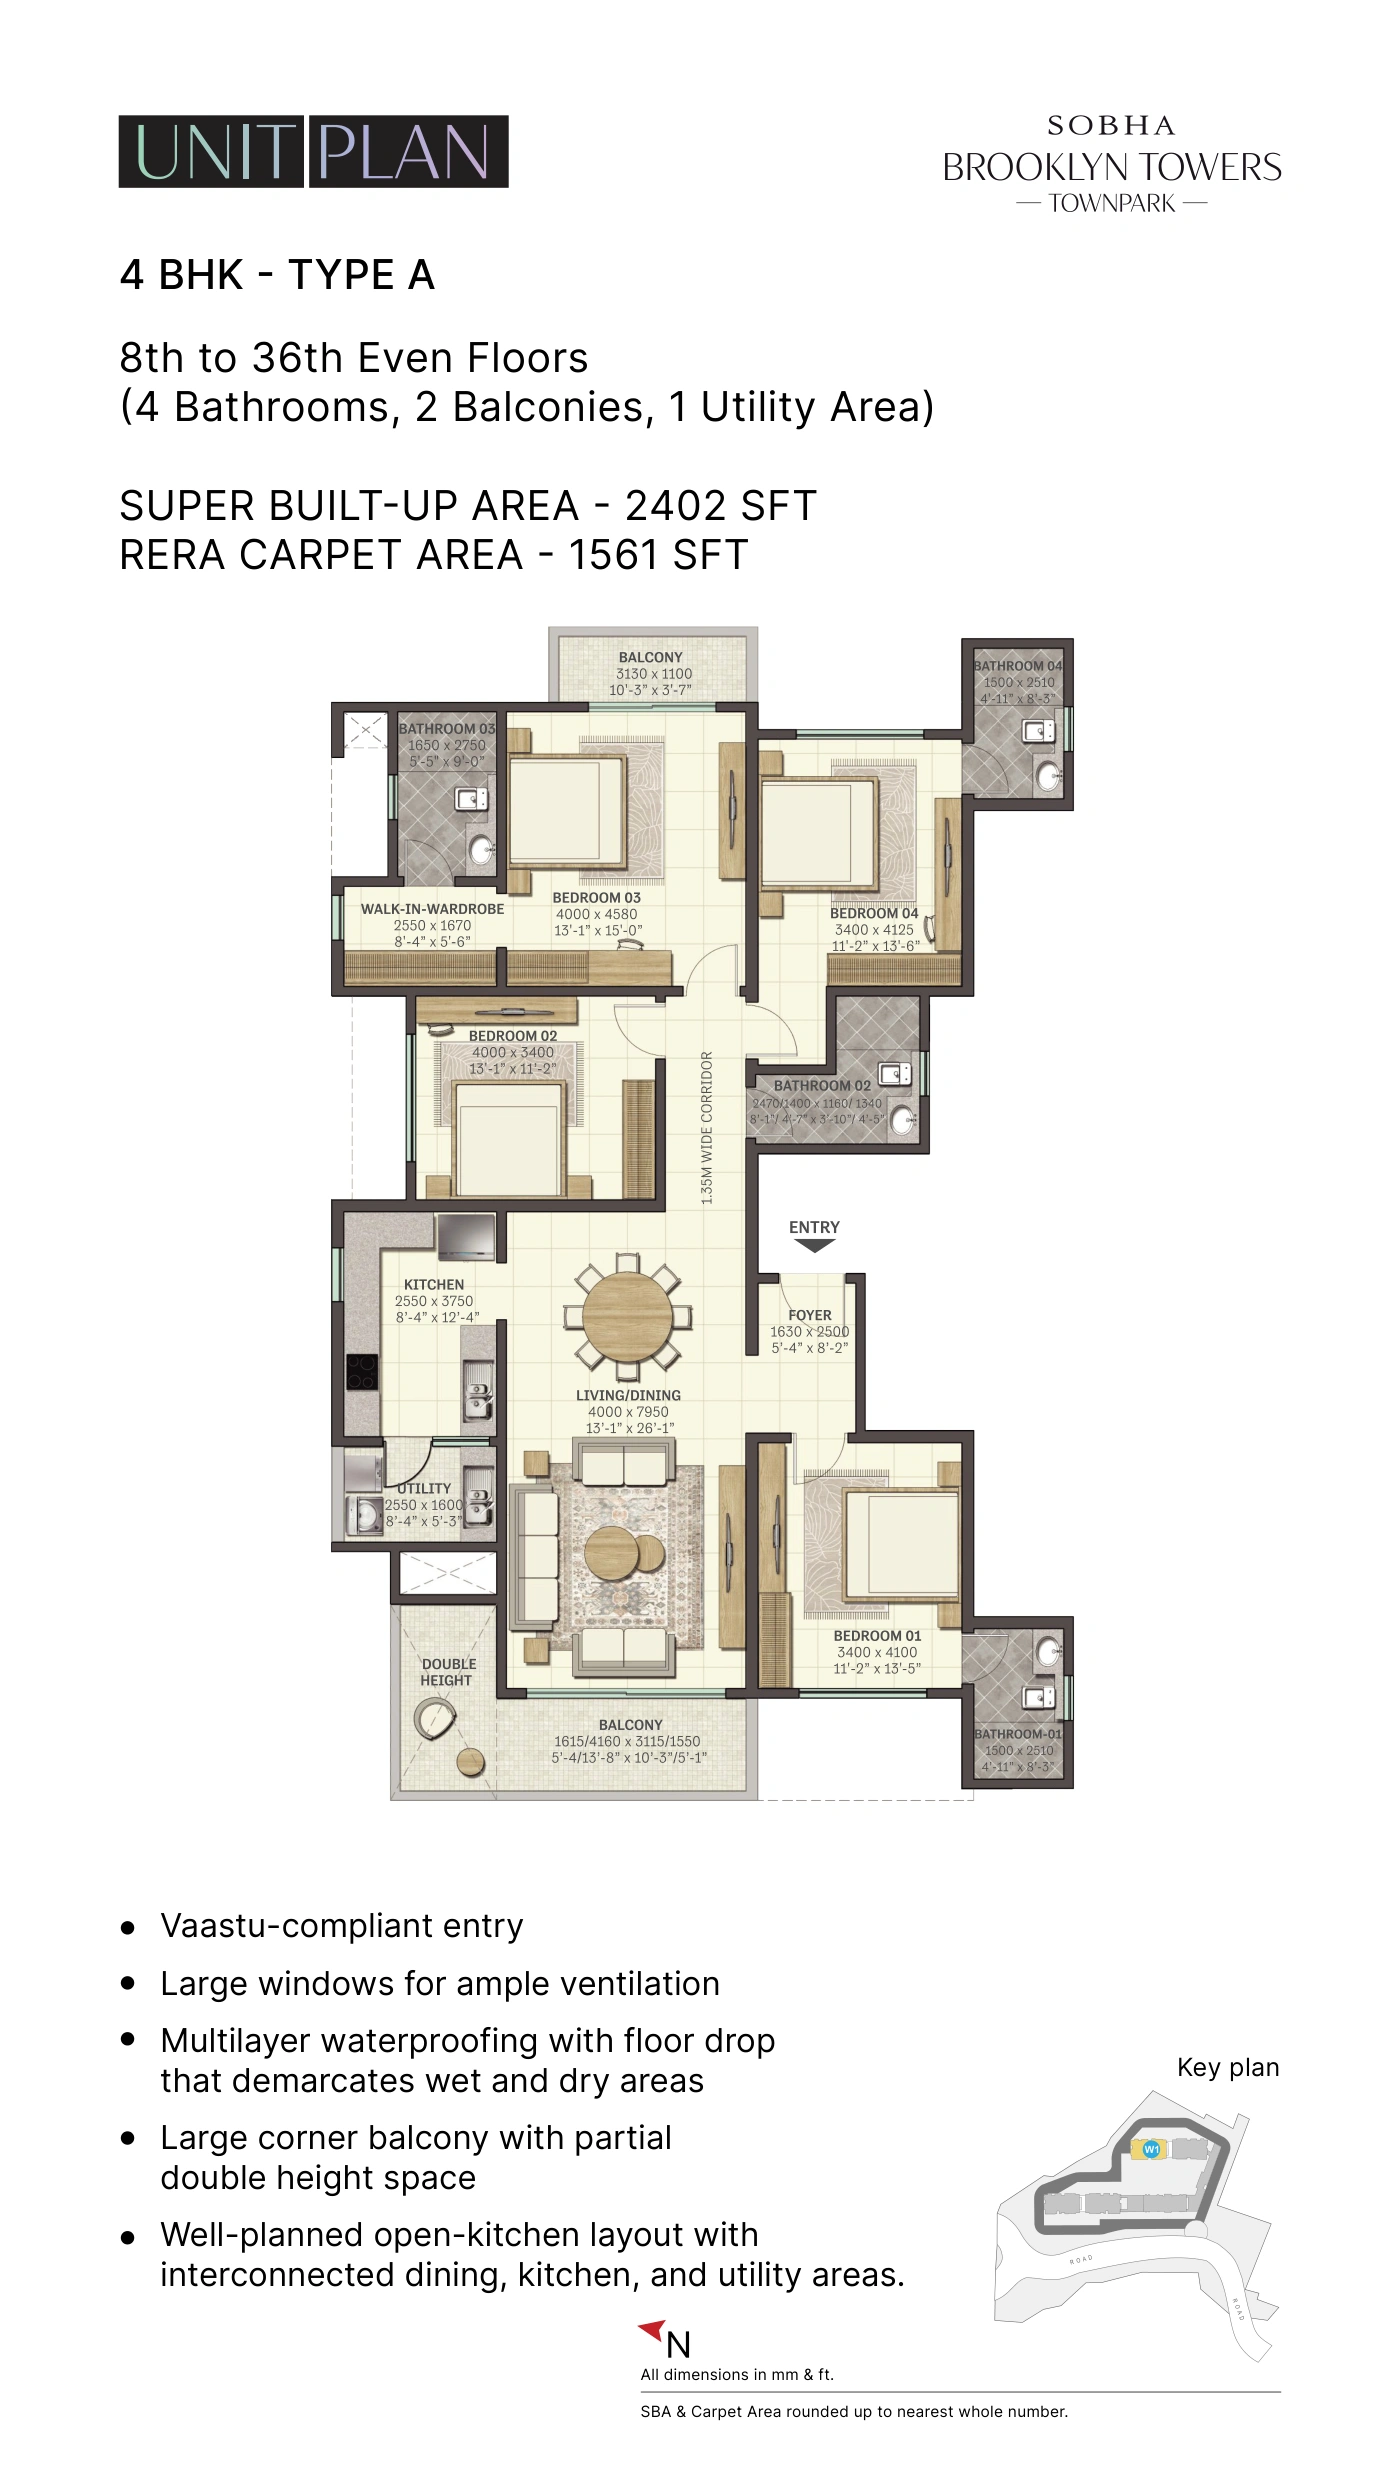 UNIT PLAN
SOBHA
BROOKLYN TOWERS
TOWNPARK
4 BHK - TYPE A
8th to 36th Even Floors
(4 Bathrooms, 2 Balconies, 1 Utility Area)
SUPER BUILT-UP AREA - 2402 SFT
RERA CARPET AREA - 1561 SFT
BALCONY
3130 x 1100
10'-3" x 3'-7"
BATHROOM 04
1500 x 2510
4'-11" x 8'-3"
BATHROOM 03
1650 x 2750
5'-5" x 9'-0"
WALK-IN-WARDROBE
2550 x 1670
8'-4" x 5'-6"
BEDROOM 03
4000 x 4580
13'-1" x 15'-0"
BEDROOM 04
3400 x 4125
11'-2" x 13'-6"
BEDROOM 02
4000 x 3400
13'-1" x 11'-2"
1.35M WIDE CORRIDOR
BATHROOM 02
2470/1400 x 1160/ 1340
8'-1"/ 4'-7" x 3'-10"/ 4'-5"
ENTRY
KITCHEN
2550 x 3750
8'-4" x 12'-4"
FOYER
1630 x 2500
5'-4" x 8'-2"
LIVING/DINING
4000 x 7950
13'-1" x 26'-1"
UTILITY
2550 x 1600
8'-4" x 5'-3"
BEDROOM 01
3400 x 4100
11'-2" x 13'-5"
DOUBLE
HEIGHT
BALCONY
1615/4160 x 3115/1550
5'-4/13'-8" x 10'-3"/5'-1"
BATHROOM-01
1500 x 2510
4'-11" x 8'-3"
• Vaastu-compliant entry
• Large windows for ample ventilation
• Multilayer waterproofing with floor drop
that demarcates wet and dry areas
• Large corner balcony with partial
double height space
• Well-planned open-kitchen layout with
interconnected dining, kitchen, and utility areas.
Key plan
W1
ROAD
ROAD
N
All dimensions in mm & ft.
SBA & Carpet Area rounded up to nearest whole number.